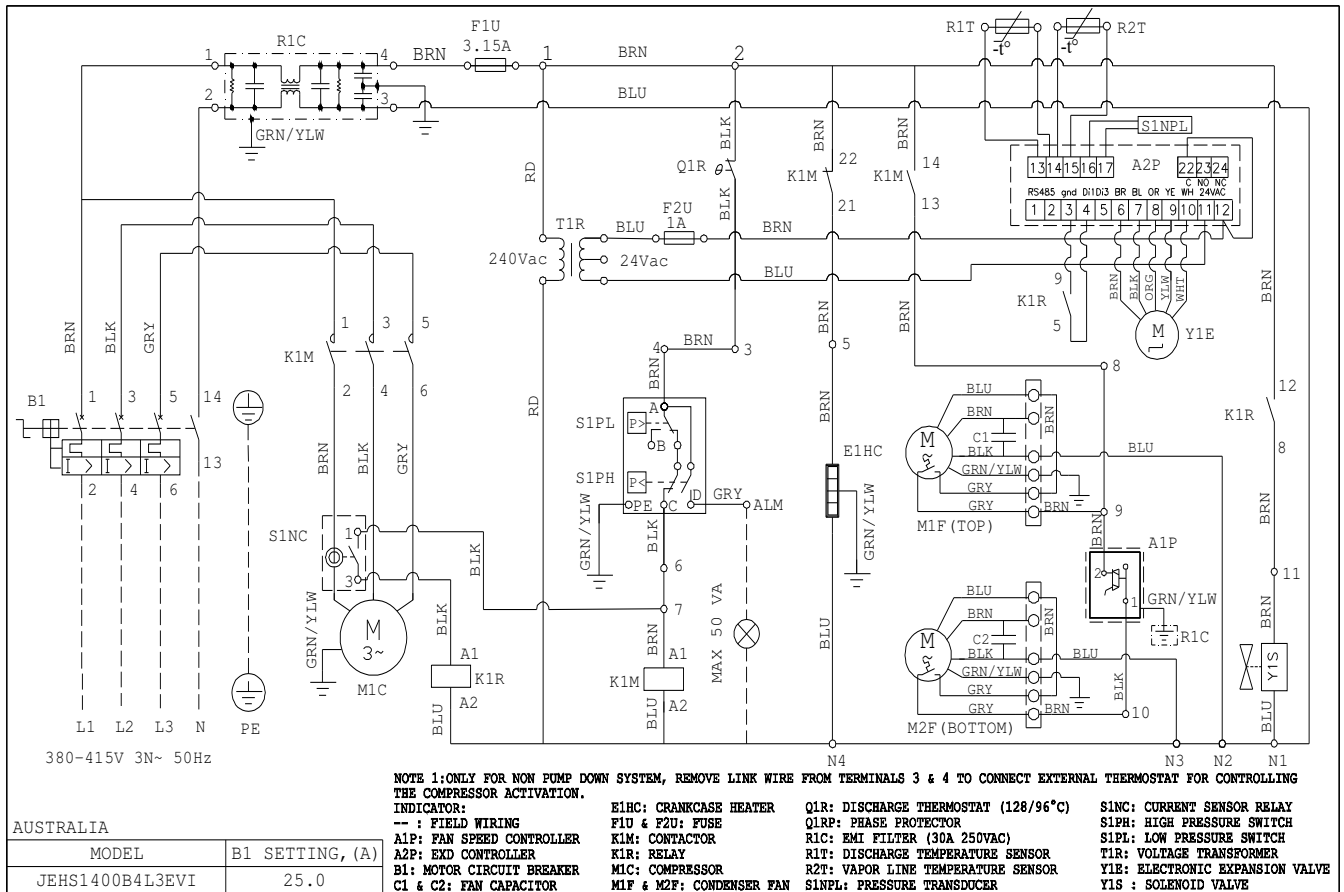 R1C
F1U
3.15A
1
4
BRN
1
BRN
2
2
3
BLU
GRN/YLW
R1T
-t°
-t°
R2T
S1NPL
A2P
13 14 15 16 17
22 23 24
C NO NC
RS485 gnd Di1 Di3 BR BL OR YE WH 24VAC
1 2 3 4 5 6 7 8 9 10 11 12
BLK
Q1R
θ
BLK
BRN
22
K1M
21
BRN
14
K1M
13
RD
T1R
240Vac
24Vac
BLU
F2U
1A
BRN
BLU
9
K1R
5
BRN
BLK
ORG
YLW
WHT
M
Y1E
BRN
BRN
BLK
GRY
1
3
5
K1M
2
4
6
B1
1
3
5
14
13
I >
I >
I >
2
4
6
BRN
BLK
GRY
4
BRN
3
BRN
RD
S1PL
P>
A
B
S1PH
P<
PE
C
D
GRY
ALM
GRN/YLW
BLK
6
7
BRN
A1
K1M
A2
BLU
MAX 50 VA
S1NC
1
3
BLK
GRN/YLW
M
3~
M1C
BLK
A1
K1R
A2
BLU
BRN
5
BRN
E1HC
GRN/YLW
BLU
N4
BRN
8
BLU
BRN
C1
BLK
GRN/YLW
GRY
GRY
BRN
BRN
BLU
M
~
M1F(TOP)
9
BRN
A1P
2
1
GRN/YLW
R1C
BLK
10
BLU
BRN
C2
BLK
GRN/YLW
GRY
GRY
BRN
BRN
BLU
M
~
M2F(BOTTOM)
12
K1R
8
BRN
11
BRN
Y1S
BLU
N3
N2
N1
L1
L2
L3
N
PE
380-415V 3N~ 50Hz
NOTE 1:ONLY FOR NON PUMP DOWN SYSTEM, REMOVE LINK WIRE FROM TERMINALS 3 & 4 TO CONNECT EXTERNAL THERMOSTAT FOR CONTROLLING
THE COMPRESSOR ACTIVATION.
INDICATOR:
-- : FIELD WIRING
A1P: FAN SPEED CONTROLLER
A2P: EXD CONTROLLER
B1: MOTOR CIRCUIT BREAKER
C1 & C2: FAN CAPACITOR
E1HC: CRANKCASE HEATER
F1U & F2U: FUSE
K1M: CONTACTOR
K1R: RELAY
M1C: COMPRESSOR
M1F & M2F: CONDENSER FAN
Q1R: DISCHARGE THERMOSTAT (128/96°C)
Q1RP: PHASE PROTECTOR
R1C: EMI FILTER (30A 250VAC)
R1T: DISCHARGE TEMPERATURE SENSOR
R2T: VAPOR LINE TEMPERATURE SENSOR
S1NPL: PRESSURE TRANSDUCER
S1NC: CURRENT SENSOR RELAY
S1PH: HIGH PRESSURE SWITCH
S1PL: LOW PRESSURE SWITCH
T1R: VOLTAGE TRANSFORMER
Y1E: ELECTRONIC EXPANSION VALVE
Y1S : SOLENOID VALVE
AUSTRALIA
MODEL
B1 SETTING,(A)
JEHS1400B4L3EVI
25.0